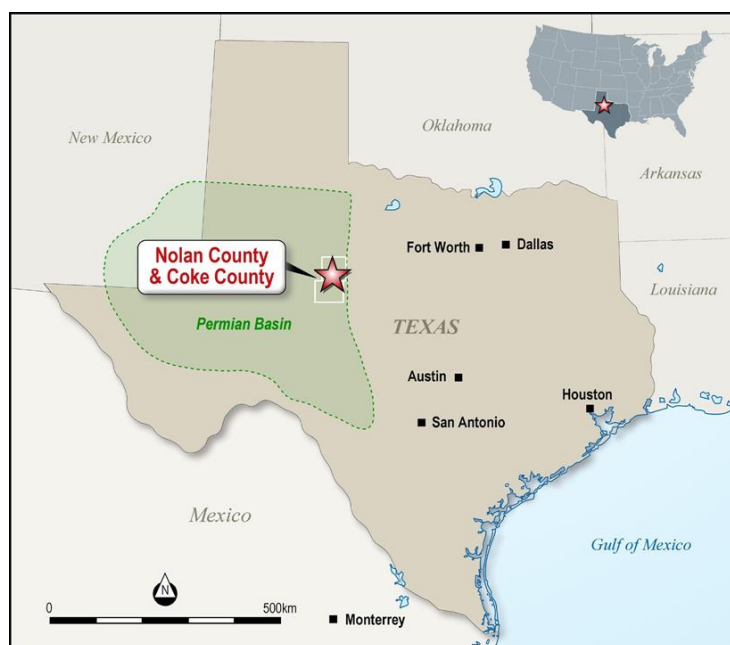 New Mexico
Oklahoma
Arkansas
Fort Worth
Dallas
Nolan County
& Coke County
Louisiana
Permian Basin
TEXAS
Austin
Houston
San Antonio
Mexico
Gulf of Mexico
N
0
500km
Monterrey